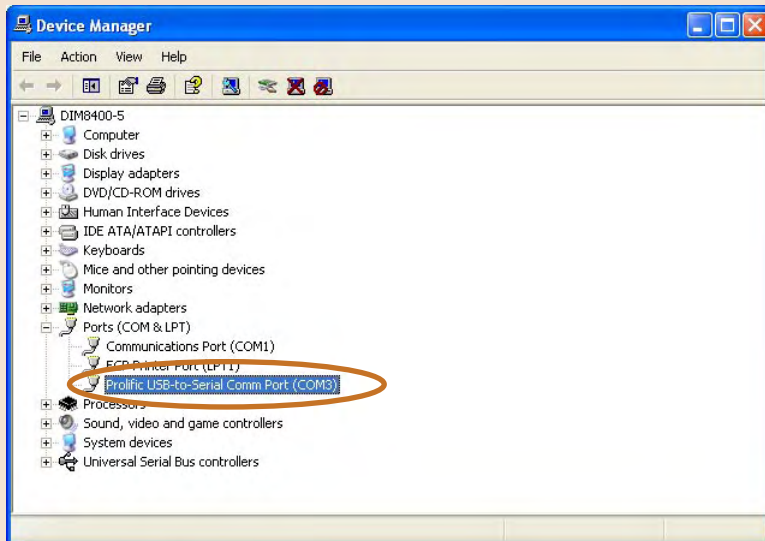 Device Manager
File Action View Help
DIM8400-5
Computer
Disk drives
Display adapters
DVD/CD-ROM drives
Human Interface Devices
IDE ATA/ATAPI controllers
Keyboards
Mice and other pointing devices
Monitors
Network adapters
Ports (COM & LPT)
Communications Port (COM1)
ECP Printer Port (LPT1)
Prolific USB-to-Serial Comm Port (COM3)
Processors
Sound, video and game controllers
System devices
Universal Serial Bus controllers